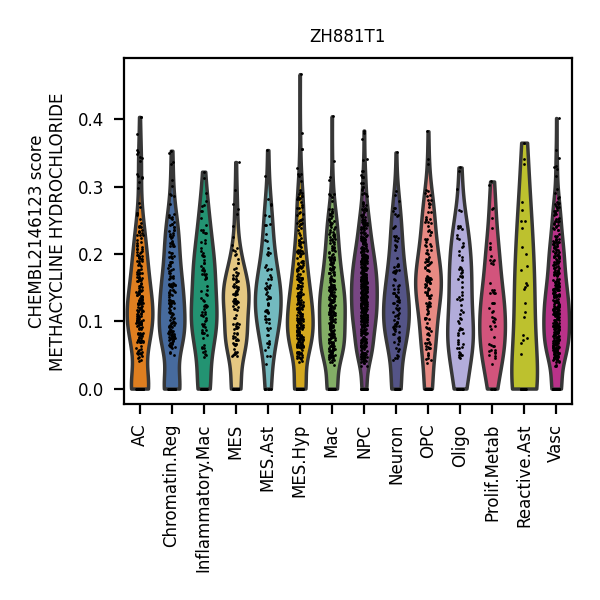 ZH881T1
CHEMBL2146123 score
METHACYCLINE HYDROCHLORIDE
0.4
0.3
0.2
0.1
0.0
AC
Chromatin.Reg
Inflammatory.Mac
MES
MES.Ast
MES.Hyp
Mac
NPC
Neuron
OPC
Oligo
Prolif.Metab
Reactive.Ast
Vasc